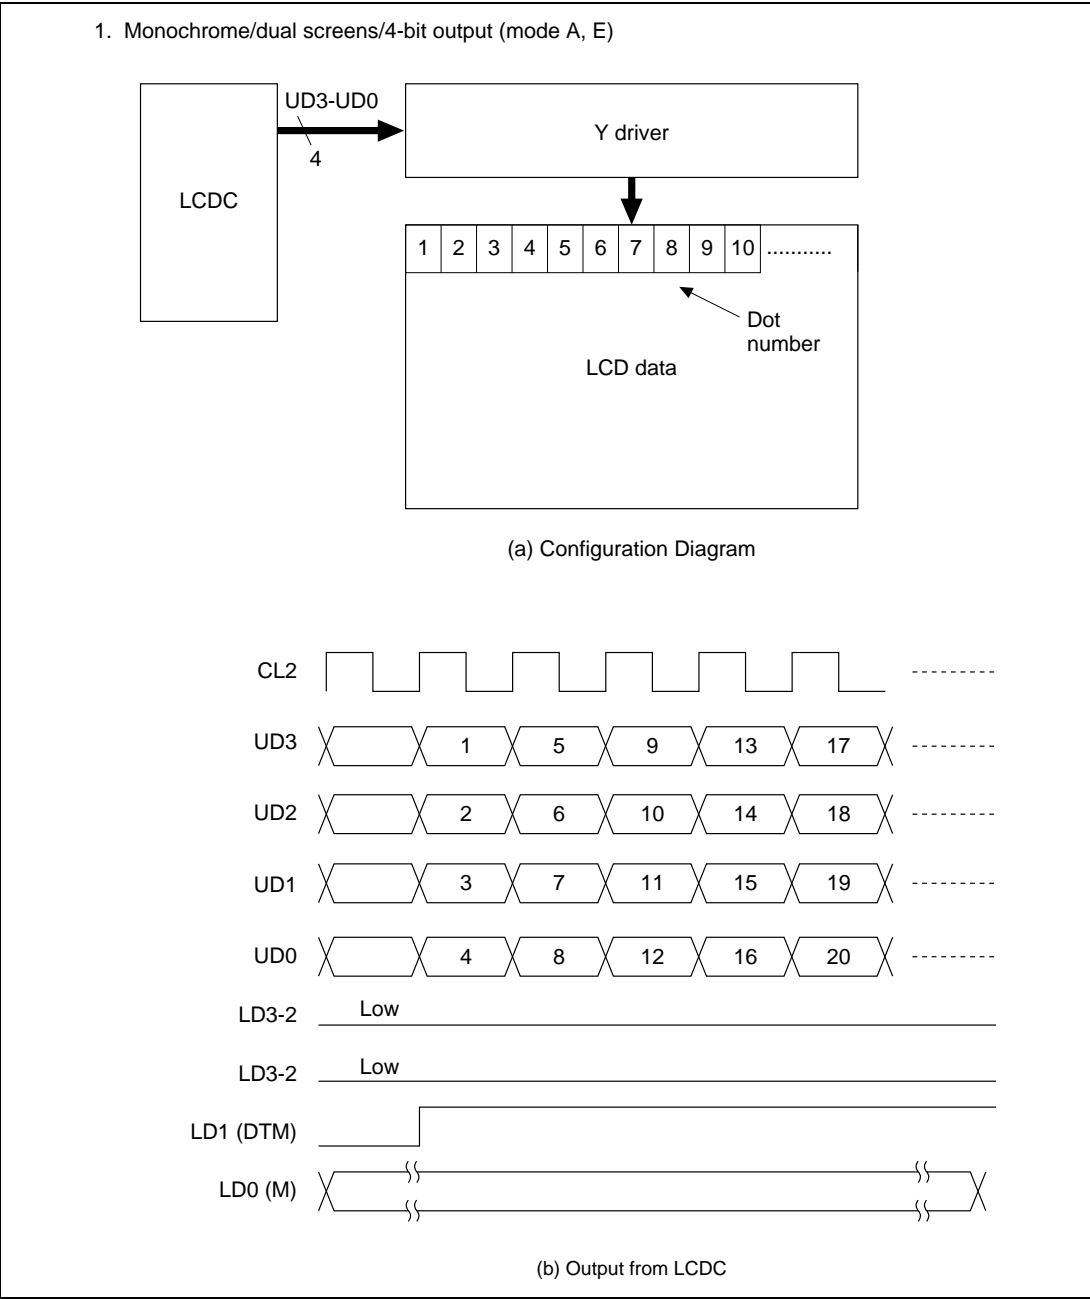 1. Monochrome/dual screens/4-bit output (mode A, E)
UD3-UD0
4
LCDC
Y driver
1 2 3 4 5 6 7 8 9 10 ...........
Dot
number
LCD data
(a) Configuration Diagram
CL2
UD3 1 5 9 13 17
UD2 2 6 10 14 18
UD1 3 7 11 15 19
UD0 4 8 12 16 20
LD3-2 Low
LD3-2 Low
LD1 (DTM)
LD0 (M)
(b) Output from LCDC